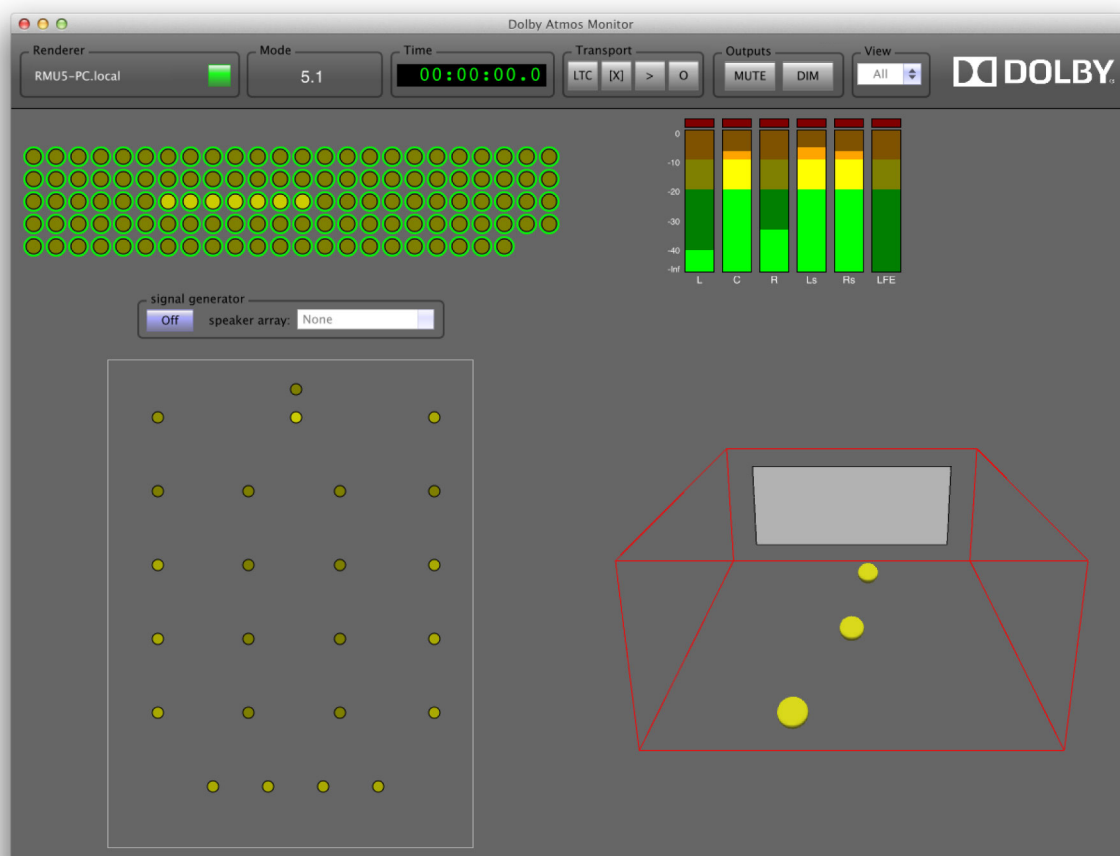 Dolby Atmos Monitor
Renderer
RMU5-PC.local
Mode
5.1
Time
00:00:00.0
Transport
LTC [X] > O
Outputs
MUTE DIM
View
All
DOLBY
0
-10
-20
-30
-40
-Inf
L C R Ls Rs LFE
signal generator
Off speaker array: None